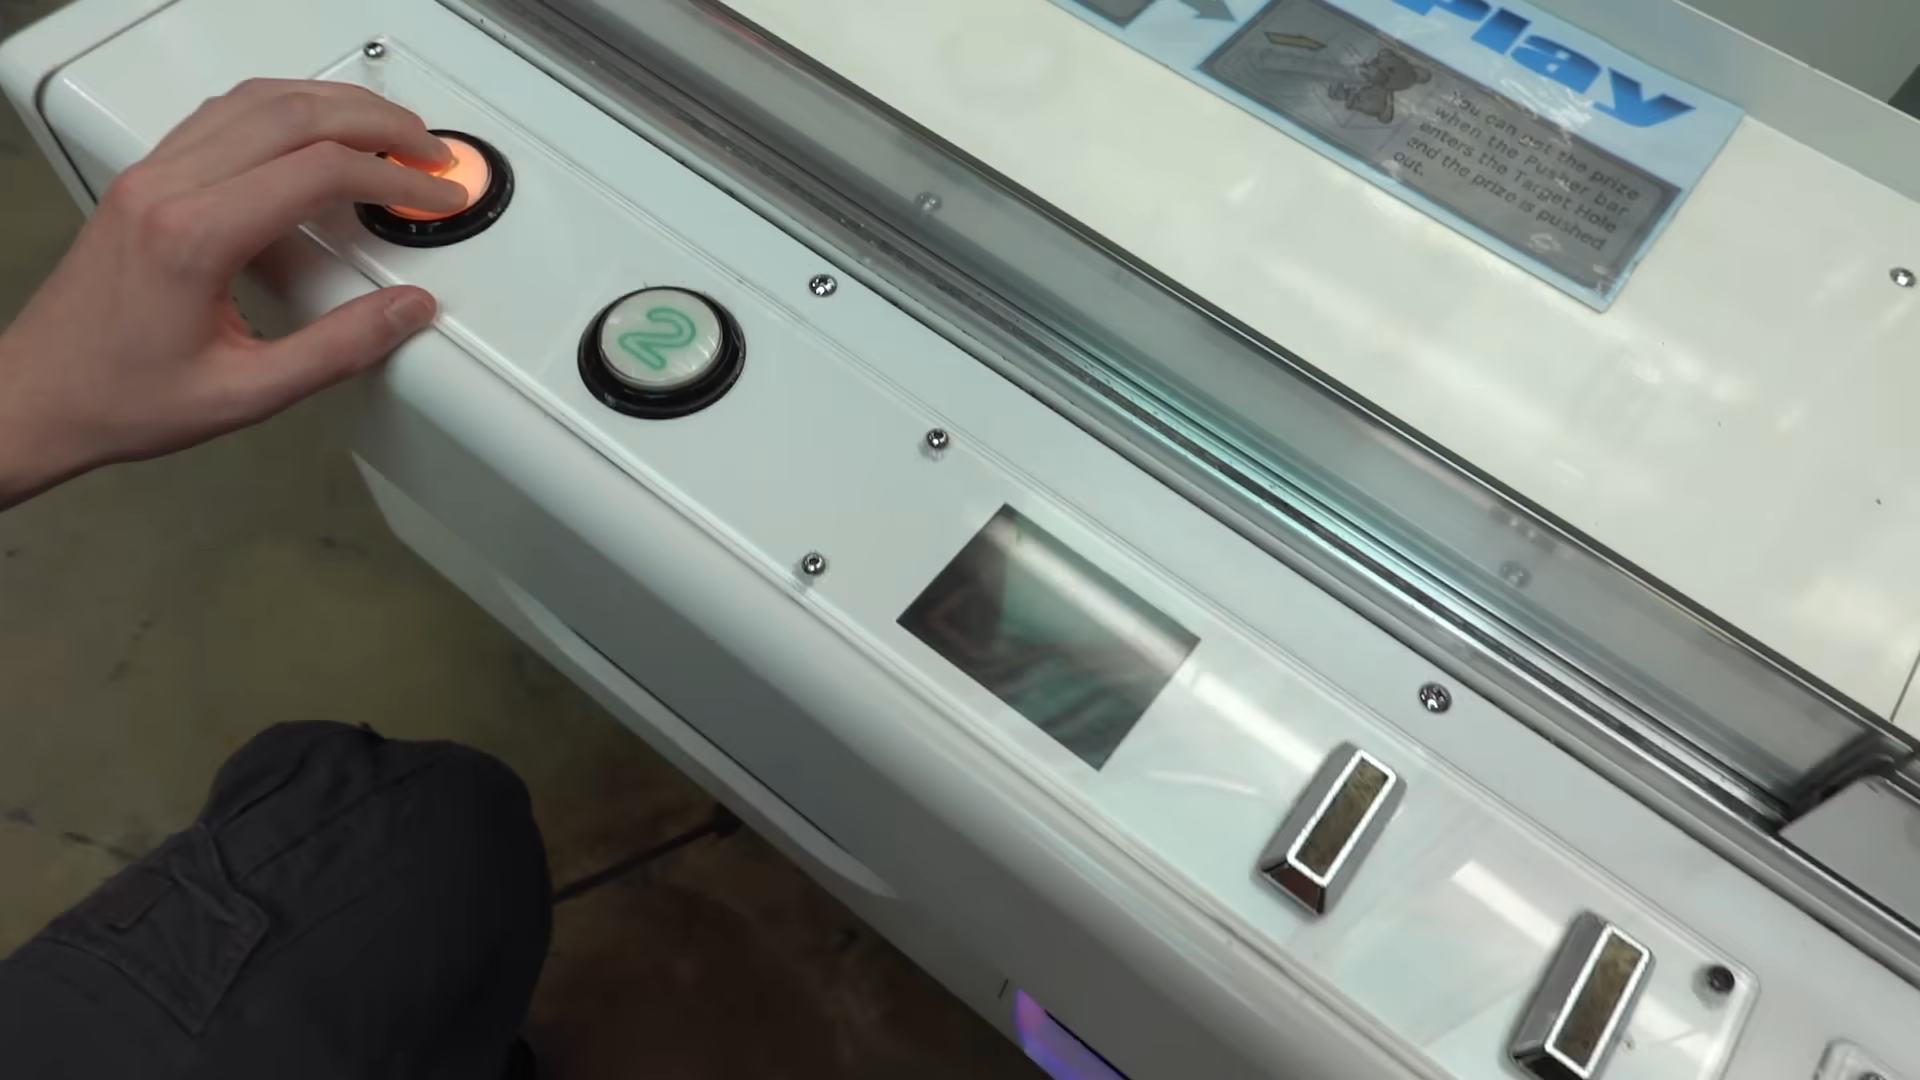 Play
You can get the prize
when the Pusher bar
enters the Target Hole
and the prize is pushed
out.
2